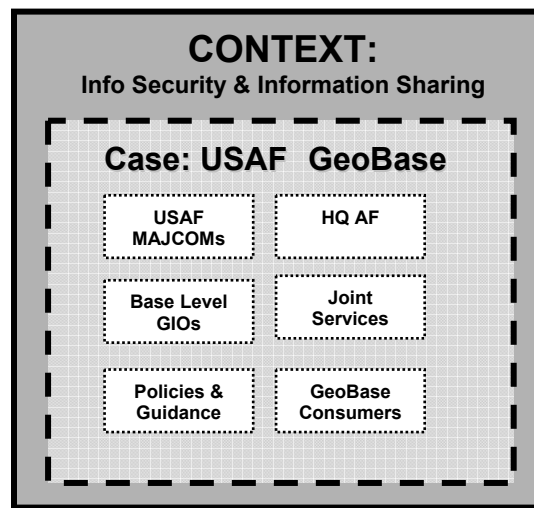 CONTEXT:
Info Security & Information Sharing
Case: USAF GeoBase
USAF
MAJCOMs
HQ AF
Base Level
GIOs
Joint
Services
Policies &
Guidance
GeoBase
Consumers